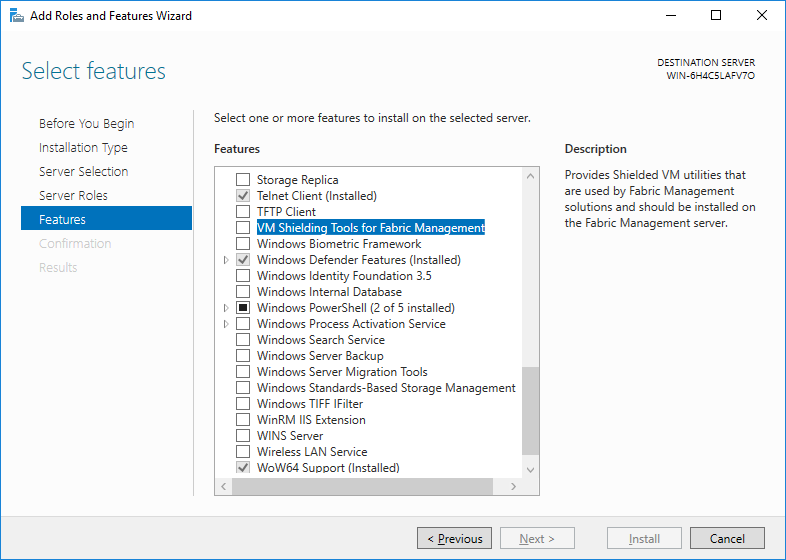 Add Roles and Features Wizard
Select features
DESTINATION SERVER
WIN-6H4C5LAFV7O
Before You Begin
Installation Type
Server Selection
Server Roles
Features
Confirmation
Results
Select one or more features to install on the selected server.
Features
Storage Replica
Telnet Client (Installed)
TFTP Client
VM Shielding Tools for Fabric Management
Windows Biometric Framework
Windows Defender Features (Installed)
Windows Identity Foundation 3.5
Windows Internal Database
Windows PowerShell (2 of 5 installed)
Windows Process Activation Service
Windows Search Service
Windows Server Backup
Windows Server Migration Tools
Windows Standards-Based Storage Management
Windows TIFF IFilter
WinRM IIS Extension
WINS Server
Wireless LAN Service
WoW64 Support (Installed)
Description
Provides Shielded VM utilities that
are used by Fabric Management
solutions and should be installed on
the Fabric Management server.
< Previous
Next >
Install
Cancel